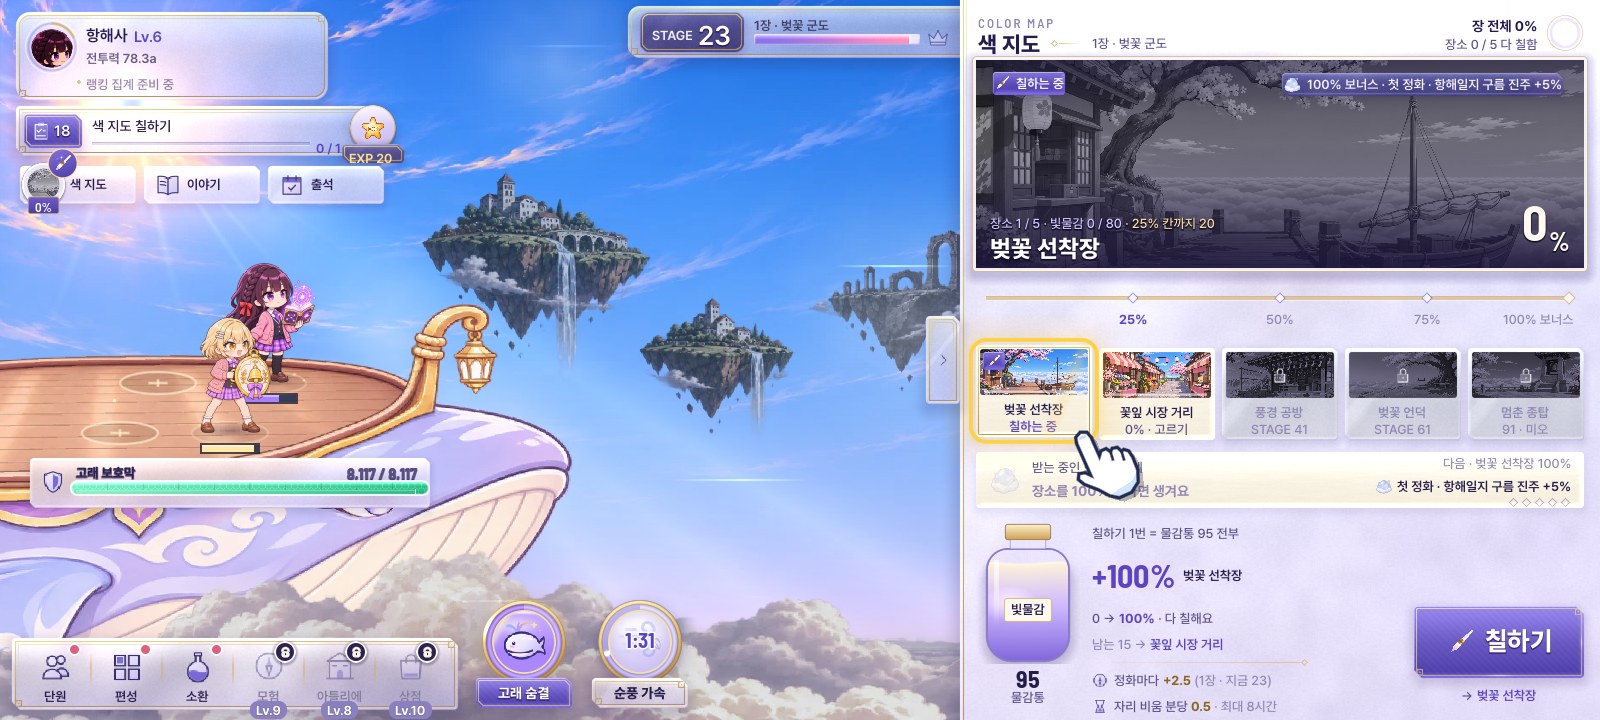 항해사 Lv.6
전투력 78.3a
랭킹 집계 준비 중
18
색 지도 칠하기
0 / 1
EXP 20
색 지도
0%
이야기
출석
STAGE 23
1장 · 벚꽃 군도
고래 보호막
8,117 / 8,117
단원
편성
소환
모험
Lv.9
아틀리에
Lv.8
상점
Lv.10
고래 숨결
1:31
순풍 가속
COLOR MAP
색 지도
1장 · 벚꽃 군도
장 전체 0%
장소 0 / 5 다 칠함
칠하는 중
100% 보너스 · 첫 정화 · 항해일지 구름 진주 +5%
장소 1 / 5 · 빛물감 0 / 80 · 25% 칸까지 20
벚꽃 선착장
0%
25%
50%
75%
100% 보너스
벚꽃 선착장
칠하는 중
꽃잎 시장 거리
0% · 고르기
풍경 공방
STAGE 41
벚꽃 언덕
STAGE 61
멈춘 종탑
91 · 미오
받는 중인
장소를 100
면 생겨요
다음 · 벚꽃 선착장 100%
첫 정화 · 항해일지 구름 진주 +5%
빛물감
95
물감통
칠하기 1번 = 물감통 95 전부
+100% 벚꽃 선착장
0 → 100% · 다 칠해요
남는 15 → 꽃잎 시장 거리
정화마다 +2.5 (1장 · 지금 23)
자리 비움 분당 0.5 · 최대 8시간
칠하기
→ 벚꽃 선착장